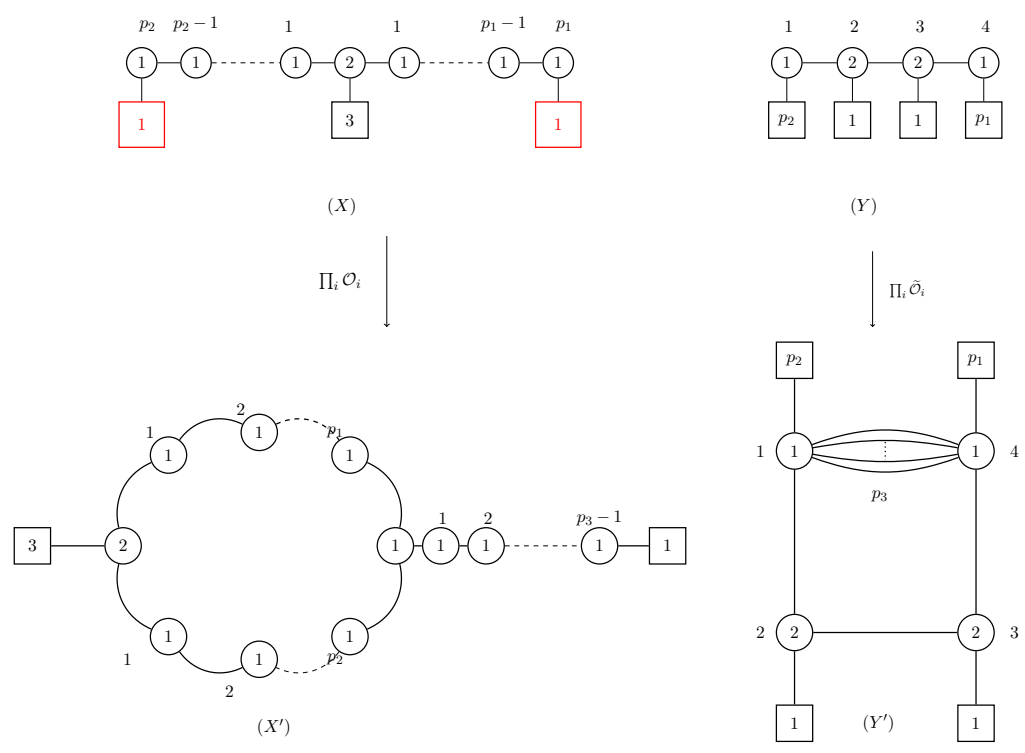 p₂ p₂ − 1 1 1 p₁ − 1 p₁
1 1 1 2 1 1 1
1 3 1
(X)
1 2 3 4
1 2 2 1
p₂ 1 1 p₁
(Y)
∏ᵢ 𝒪ᵢ
∏ᵢ 𝒪̃ᵢ
2
1 1 p₁
1 1
1 2 p₃ − 1
3 2 1 1 1 1 1
1 1
1 1 p₂
2
(X′)
p₂ p₁
1 1 1 4
p₃
2 2 2 3
1 (Y′) 1